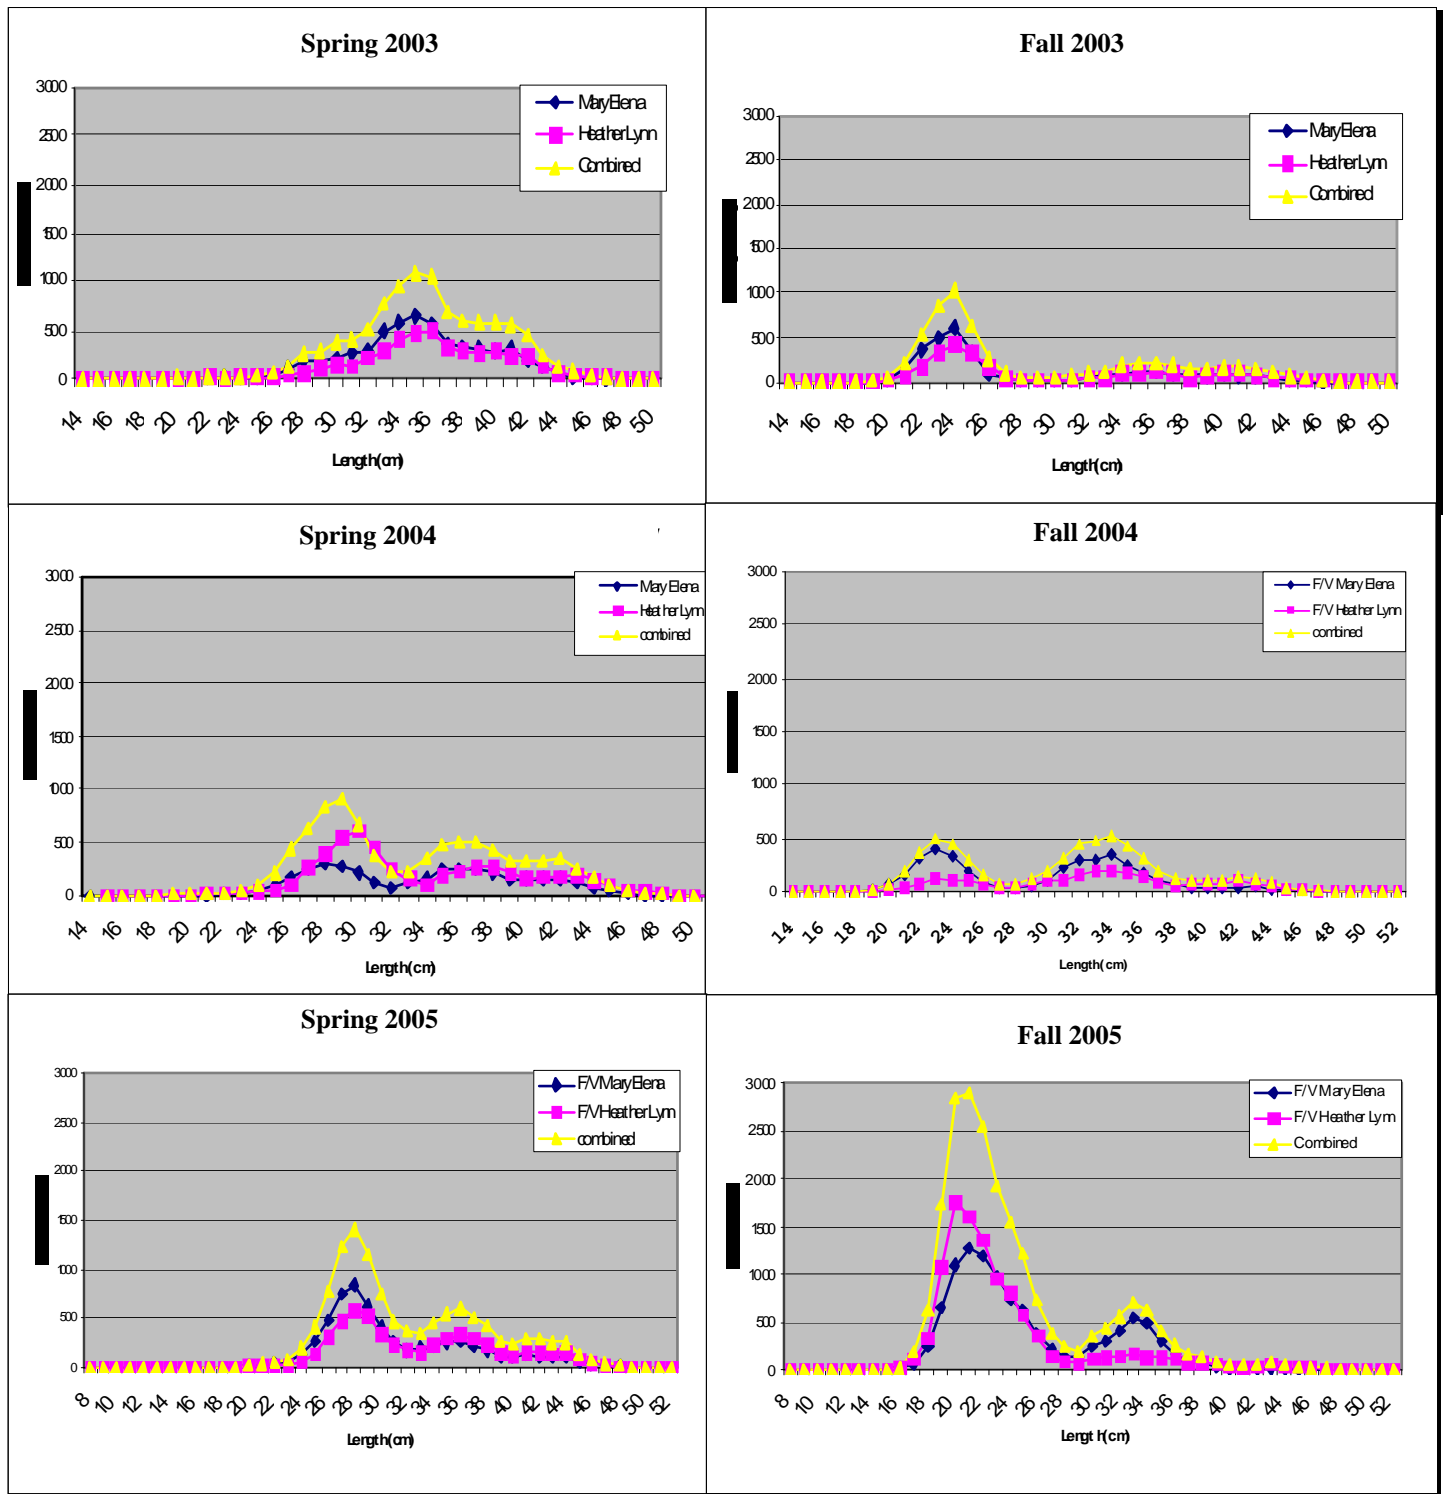 Spring 2003
3000
2500
2000
1500
1000
500
0
MaryElena
HeatherLynn
Combined
14 16 18 20 22 24 26 28 30 32 34 36 38 40 42 44 46 48 50
Length(cm)
Fall 2003
3000
2500
2000
1500
1000
500
0
MaryElena
HeatherLynn
Combined
14 16 18 20 22 24 26 28 30 32 34 36 38 40 42 44 46 48 50
Length(cm)
Spring 2004
3000
2500
2000
1500
1000
500
0
Mary Elena
Heather Lynn
combined
14 16 18 20 22 24 26 28 30 32 34 36 38 40 42 44 46 48 50
Length(cm)
Fall 2004
3000
2500
2000
1500
1000
500
0
F/V Mary Elena
F/V Heather Lynn
combined
14 16 18 20 22 24 26 28 30 32 34 36 38 40 42 44 46 48 50 52
Length(cm)
Spring 2005
3000
2500
2000
1500
1000
500
0
F/V Mary Elena
F/V Heather Lynn
combined
8 10 12 14 16 18 20 22 24 26 28 30 32 34 36 38 40 42 44 46 48 50 52
Length(cm)
Fall 2005
3000
2500
2000
1500
1000
500
0
F/V Mary Elena
F/V Heather Lynn
Combined
8 10 12 14 16 18 20 22 24 26 28 30 32 34 36 38 40 42 44 46 48 50 52
Length(cm)